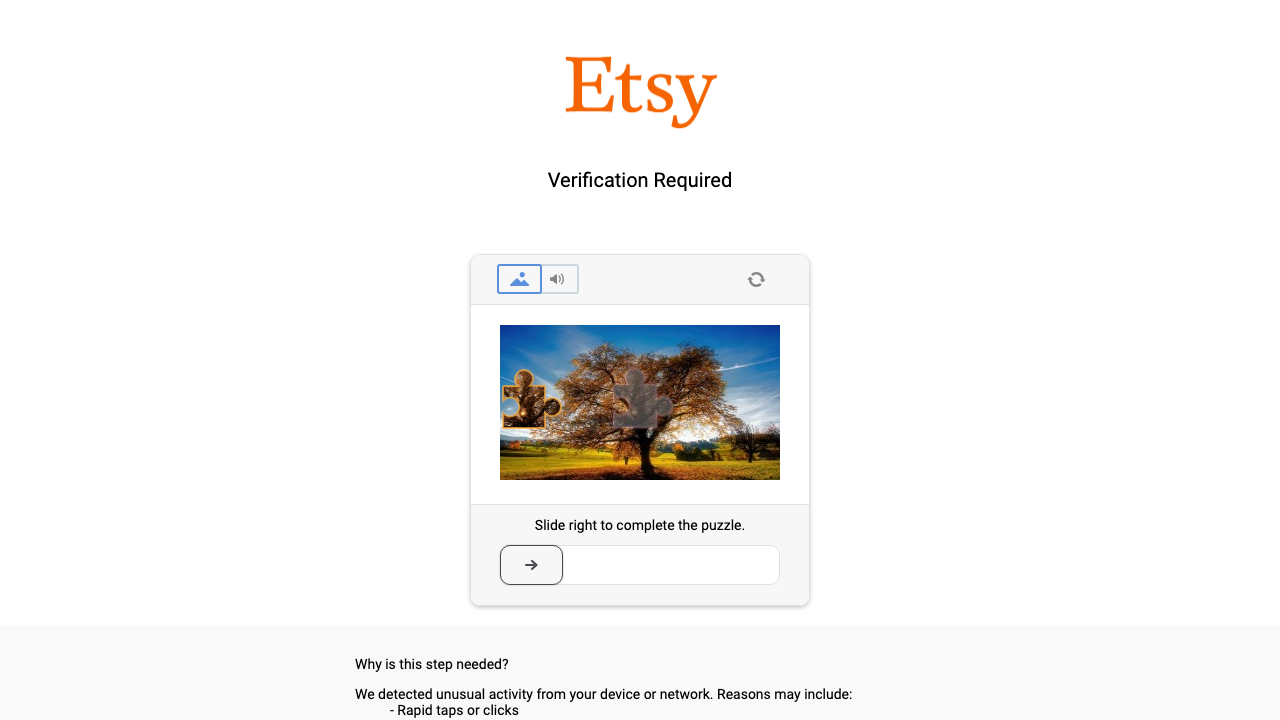 Etsy
Verification Required
Slide right to complete the puzzle.
Why is this step needed?
We detected unusual activity from your device or network. Reasons may include:
- Rapid taps or clicks